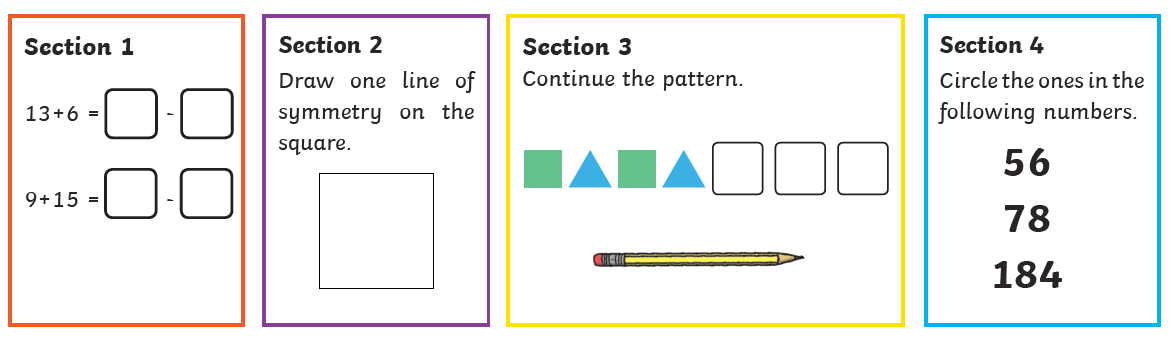 Section 1
13+6 = -
9+15 = -
Section 2
Draw one line of
symmetry on the
square.
Section 3
Continue the pattern.
Section 4
Circle the ones in the
following numbers.
56
78
184